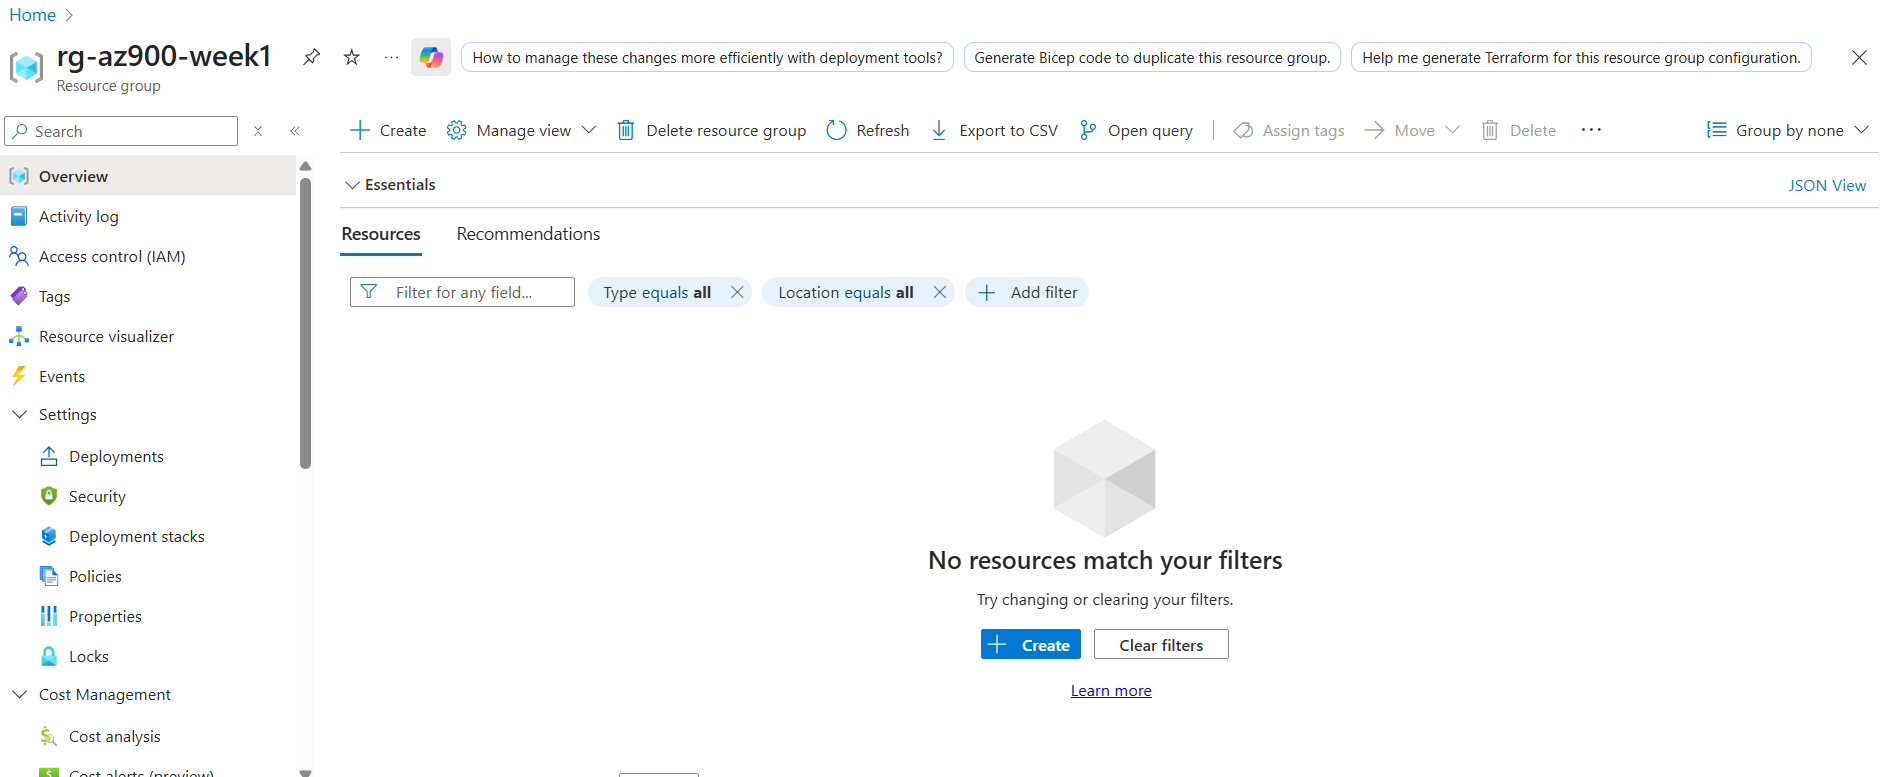 Home
rg-az900-week1
Resource group
How to manage these changes more efficiently with deployment tools?
Generate Bicep code to duplicate this resource group.
Help me generate Terraform for this resource group configuration.
Search
Create
Manage view
Delete resource group
Refresh
Export to CSV
Open query
Assign tags
Move
Delete
Group by none
Overview
Activity log
Access control (IAM)
Tags
Resource visualizer
Events
Settings
Deployments
Security
Deployment stacks
Policies
Properties
Locks
Cost Management
Cost analysis
Cost alerts (preview)
Essentials
JSON View
Resources
Recommendations
Filter for any field...
Type equals all
Location equals all
Add filter
No resources match your filters
Try changing or clearing your filters.
Create
Clear filters
Learn more